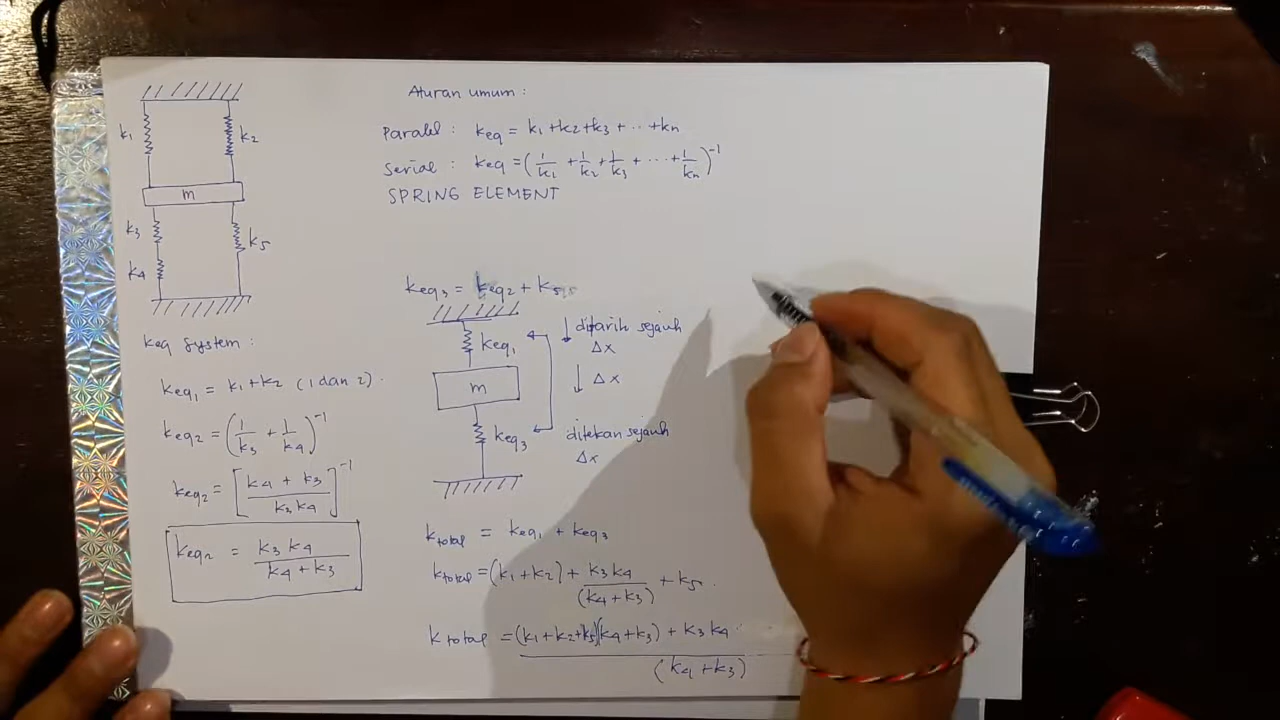 k1
k2
m
k3
k4
k5
Aturan umum :
Paralel : keq = k1 + k2 + k3 + ... + kn
Serial : keq = (1/k1 + 1/k2 + 1/k3 + ... + 1/kn)^-1
SPRING ELEMENT
keq system :
keq1 = k1 + k2 (1 dan 2).
keq2 = (1/k3 + 1/k4)^-1
keq2 = [(k4 + k3)/(k3 k4)]^-1
keq2 = k3 k4/(k4 + k3)
keq3 = keq2 + k5
keq1
m
keq3
ditarik sejauh
Δx
Δx
ditekan sejauh
Δx
ktotal = keq1 + keq3
ktotal = (k1 + k2) + k3 k4/(k4 + k3) + k5.
ktotal = ((k1 + k2 + k5)(k4 + k3) + k3 k4)/(k4 + k3)